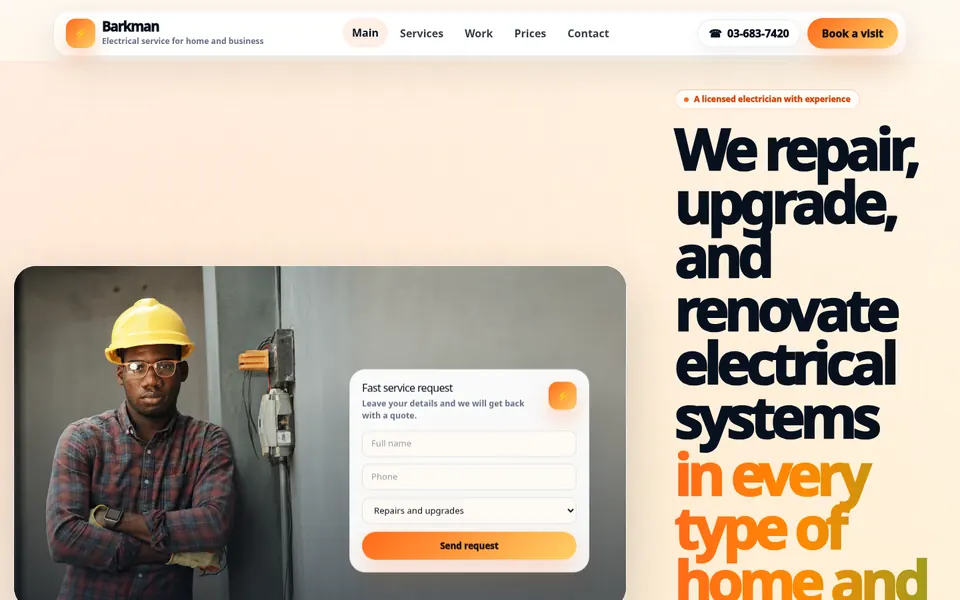 Barkman
Electrical service for home and business
Main
Services
Work
Prices
Contact
☎ 03-683-7420
Book a visit
A licensed electrician with experience
We repair,
upgrade,
and
renovate
electrical
systems
in every
type of
home and
Fast service request
Leave your details and we will get back
with a quote.
Full name
Phone
Repairs and upgrades
Send request